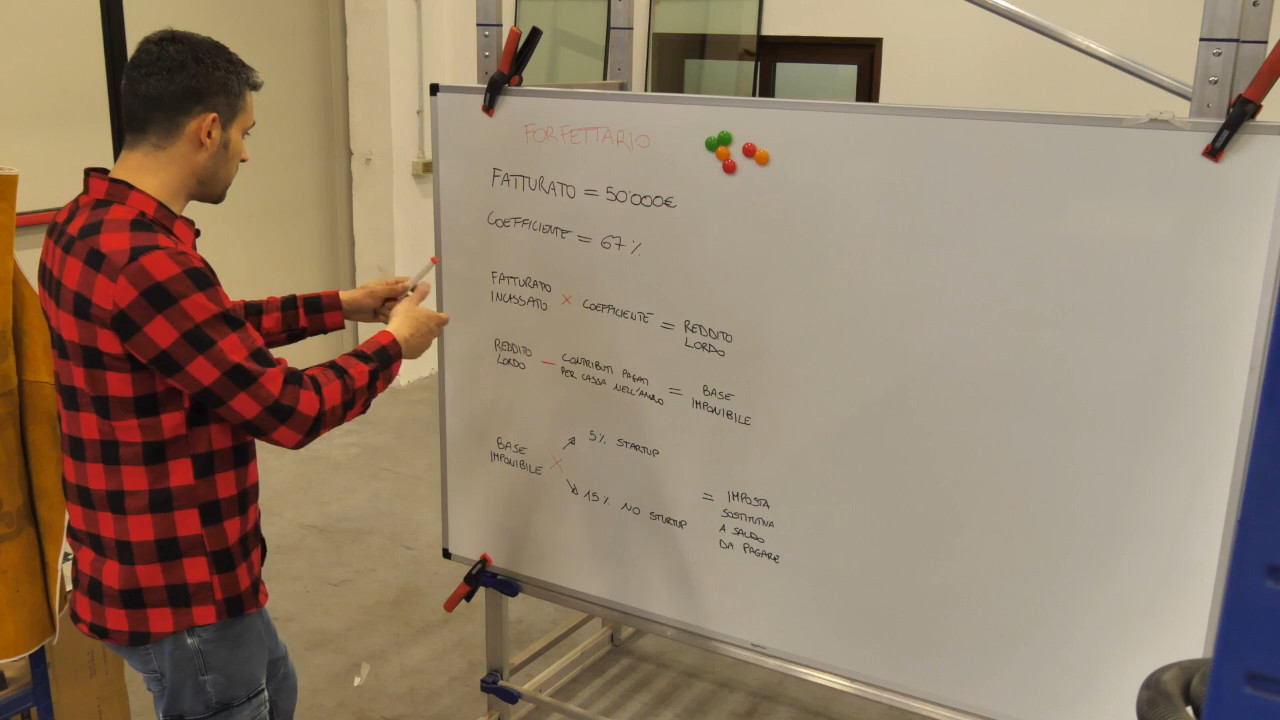 FORFETTARIO
FATTURATO = 50'000€
COEFFICIENTE = 67%
FATTURATO INCASSATO × COEFFICIENTE = REDDITO LORDO
REDDITO LORDO – CONTRIBUTI PAGATI PER CASSA NELL'ANNO = BASE IMPONIBILE
BASE IMPONIBILE ×
5% STARTUP
15% NO STURTUP
= IMPOSTA
SOSTITUTIVA
A SALDO
DA PAGARE